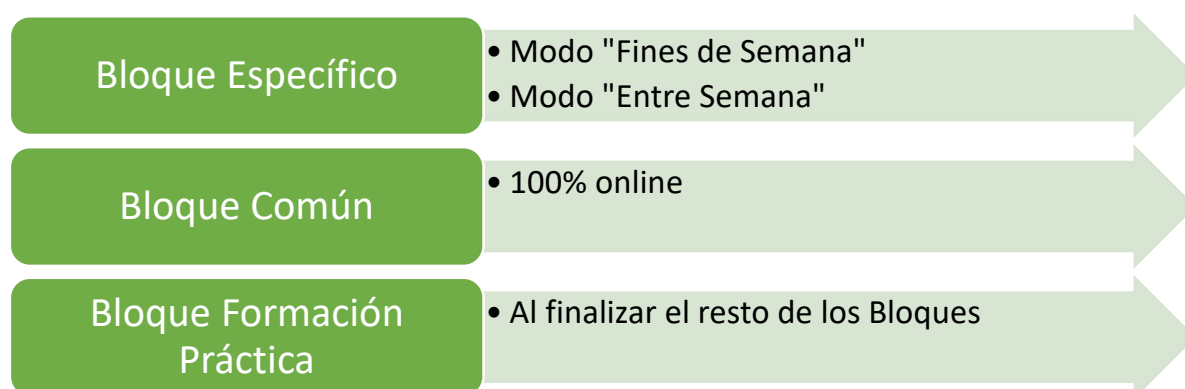 Bloque Específico
• Modo "Fines de Semana"
• Modo "Entre Semana"
Bloque Común
• 100% online
Bloque Formación
Práctica
• Al finalizar el resto de los Bloques